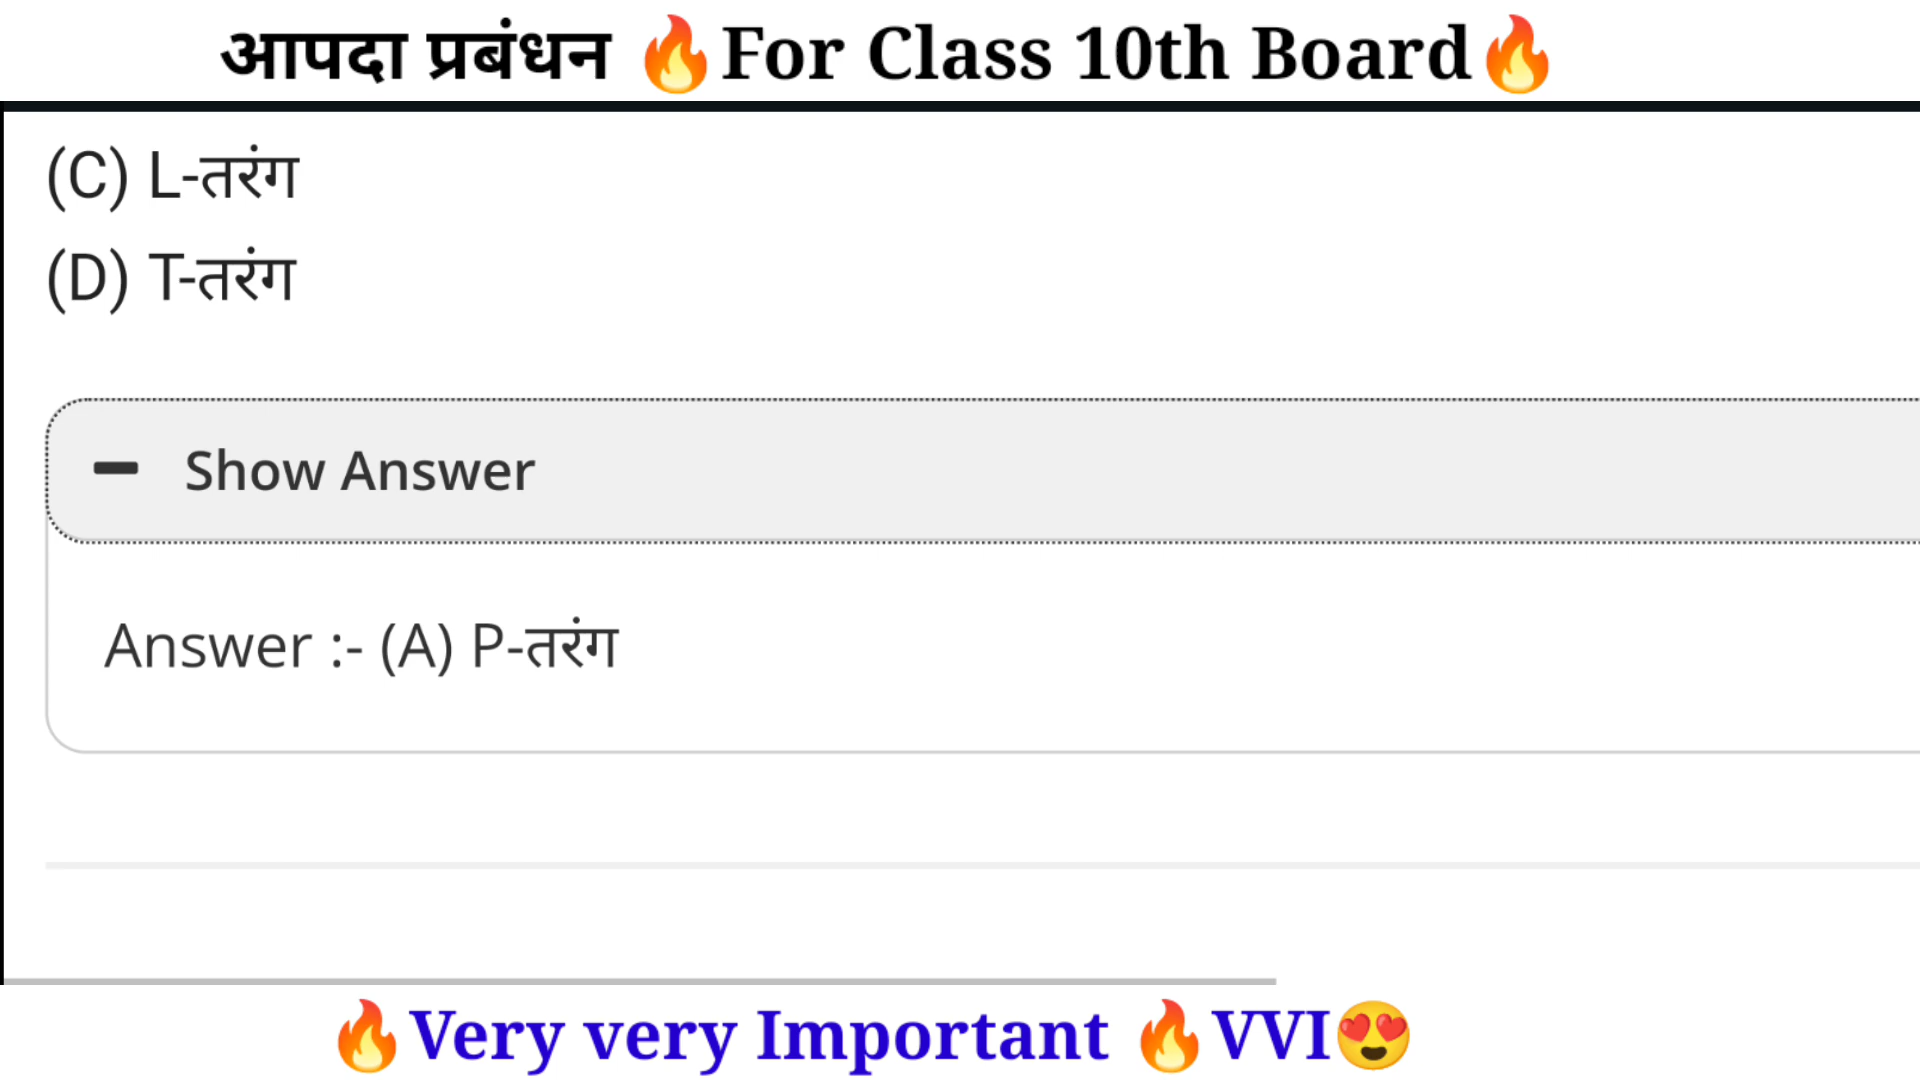 आपदा प्रबंधन 🔥For Class 10th Board🔥
(C) L-तरंग
(D) T-तरंग
Show Answer
Answer :- (A) P-तरंग
🔥Very very Important 🔥VVI😍